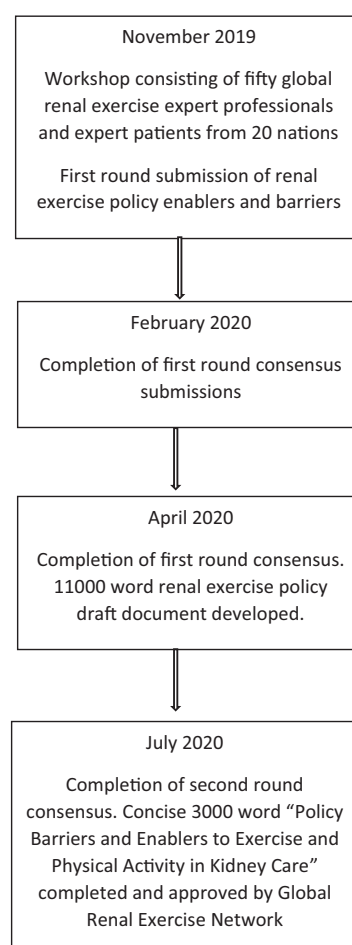 November 2019
Workshop consisting of fifty global
renal exercise expert professionals
and expert patients from 20 nations
First round submission of renal
exercise policy enablers and barriers
February 2020
Completion of first round consensus
submissions
April 2020
Completion of first round consensus.
11000 word renal exercise policy
draft document developed.
July 2020
Completion of second round
consensus. Concise 3000 word “Policy
Barriers and Enablers to Exercise and
Physical Activity in Kidney Care”
completed and approved by Global
Renal Exercise Network